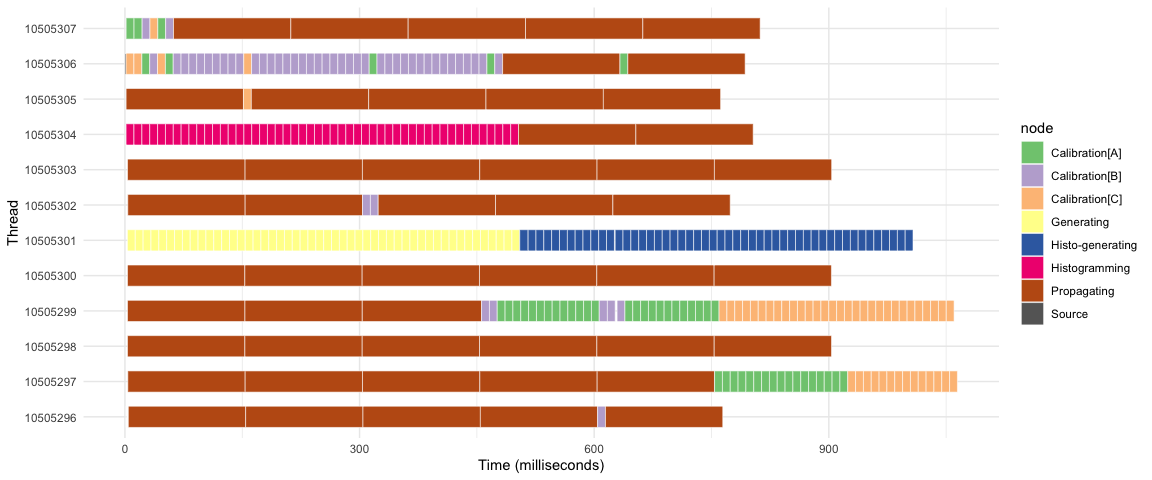 Thread
10505307
10505306
10505305
10505304
10505303
10505302
10505301
10505300
10505299
10505298
10505297
10505296
0 300 600 900
Time (milliseconds)
node
Calibration[A]
Calibration[B]
Calibration[C]
Generating
Histo-generating
Histogramming
Propagating
Source